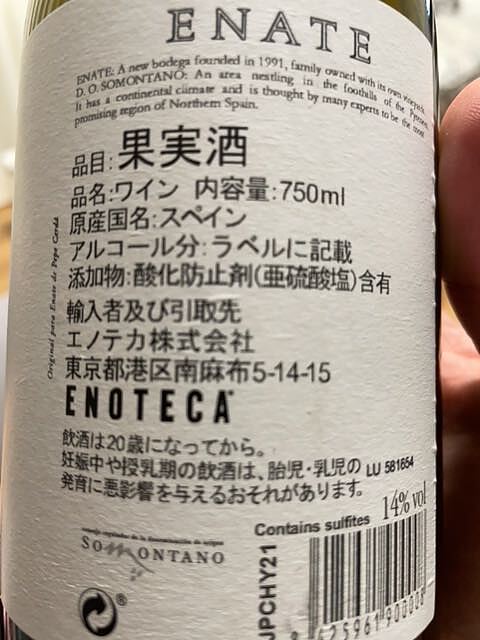 ENATE
ENATE: A new bodega founded in 1991, family owned with its own vineyards.
D. O. SOMONTANO: An area nestling in the foothills of the Pyrenees.
It has a continental climate and is thought by many experts to be the most
promising region of Northern Spain.
品目:果実酒
品名:ワイン 内容量:750ml
原産国名:スペイン
アルコール分:ラベルに記載
添加物:酸化防止剤(亜硫酸塩)含有
輸入者及び引取先
エノテカ株式会社
東京都港区南麻布5-14-15
ENOTECA
飲酒は20歳になってから。
妊娠中や授乳期の飲酒は、胎児・乳児の
発育に悪影響を与えるおそれがあります。
LU 581654
14% vol
Contains sulfites
SOMONTANO
JPCHY21
Original para Enate de Pepe Cerdá